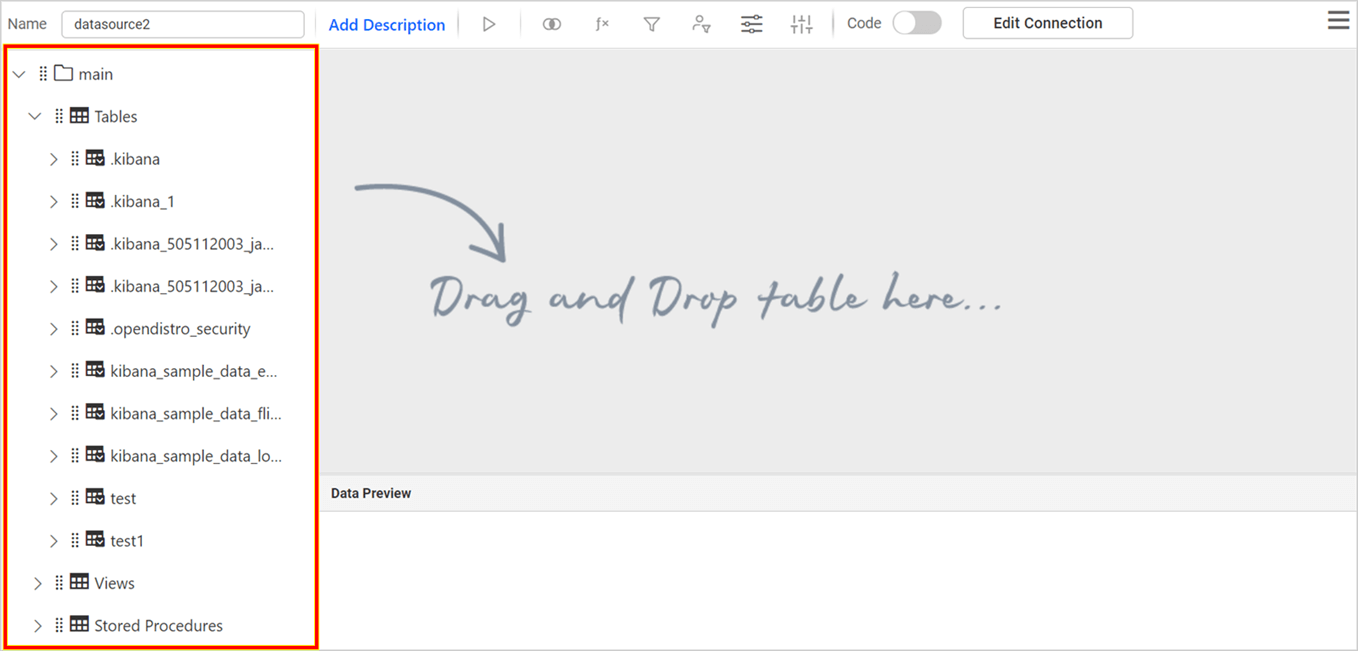 Name datasource2 Add Description Code Edit Connection
main
Tables
.kibana
.kibana_1
.kibana_505112003_ja...
.kibana_505112003_ja...
.opendistro_security
kibana_sample_data_e...
kibana_sample_data_fli...
kibana_sample_data_lo...
test
test1
Views
Stored Procedures
Drag and Drop table here...
Data Preview